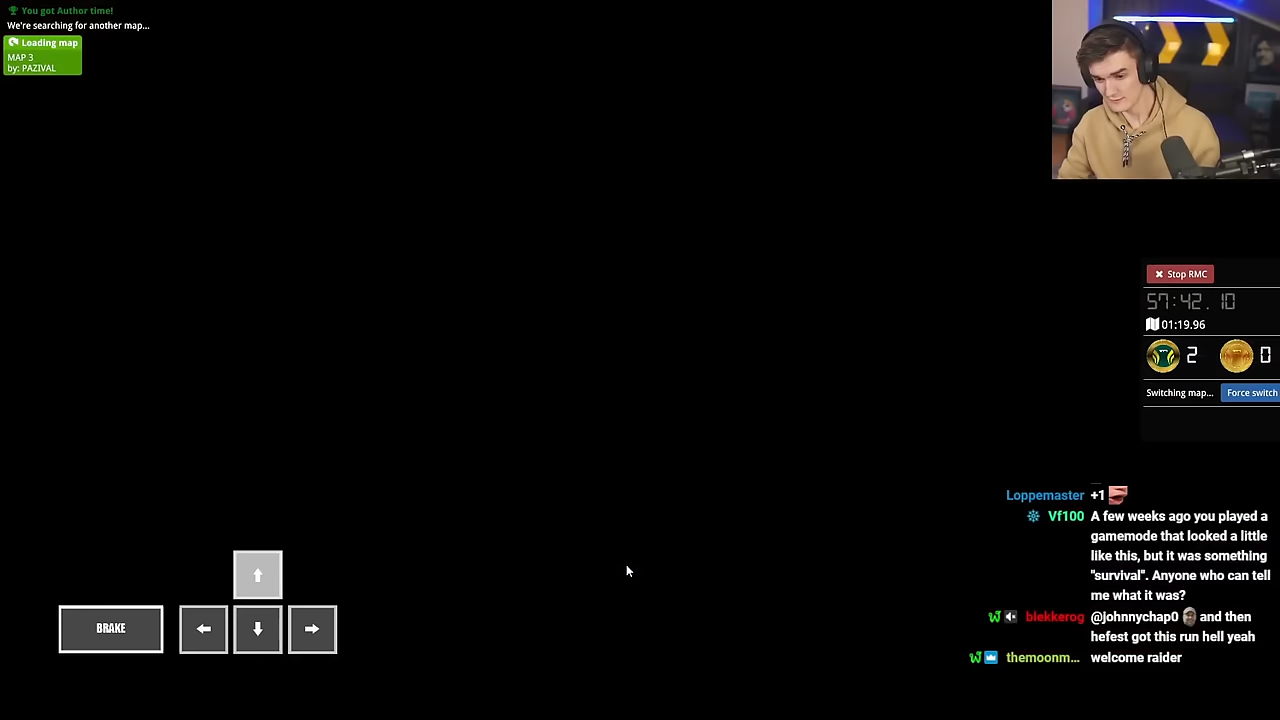 You got Author time!
We're searching for another map...
Loading map
MAP 3
by: PAZIVAL
Stop RMC
57:42.10
01:19.96
2 0
Switching map... Force switch
Loppemaster +1
Vf100 A few weeks ago you played a
gamemode that looked a little
like this, but it was something
"survival". Anyone who can tell
me what it was?
blekkerog @johnnychap0 and then
hefest got this run hell yeah
themoonm... welcome raider
BRAKE